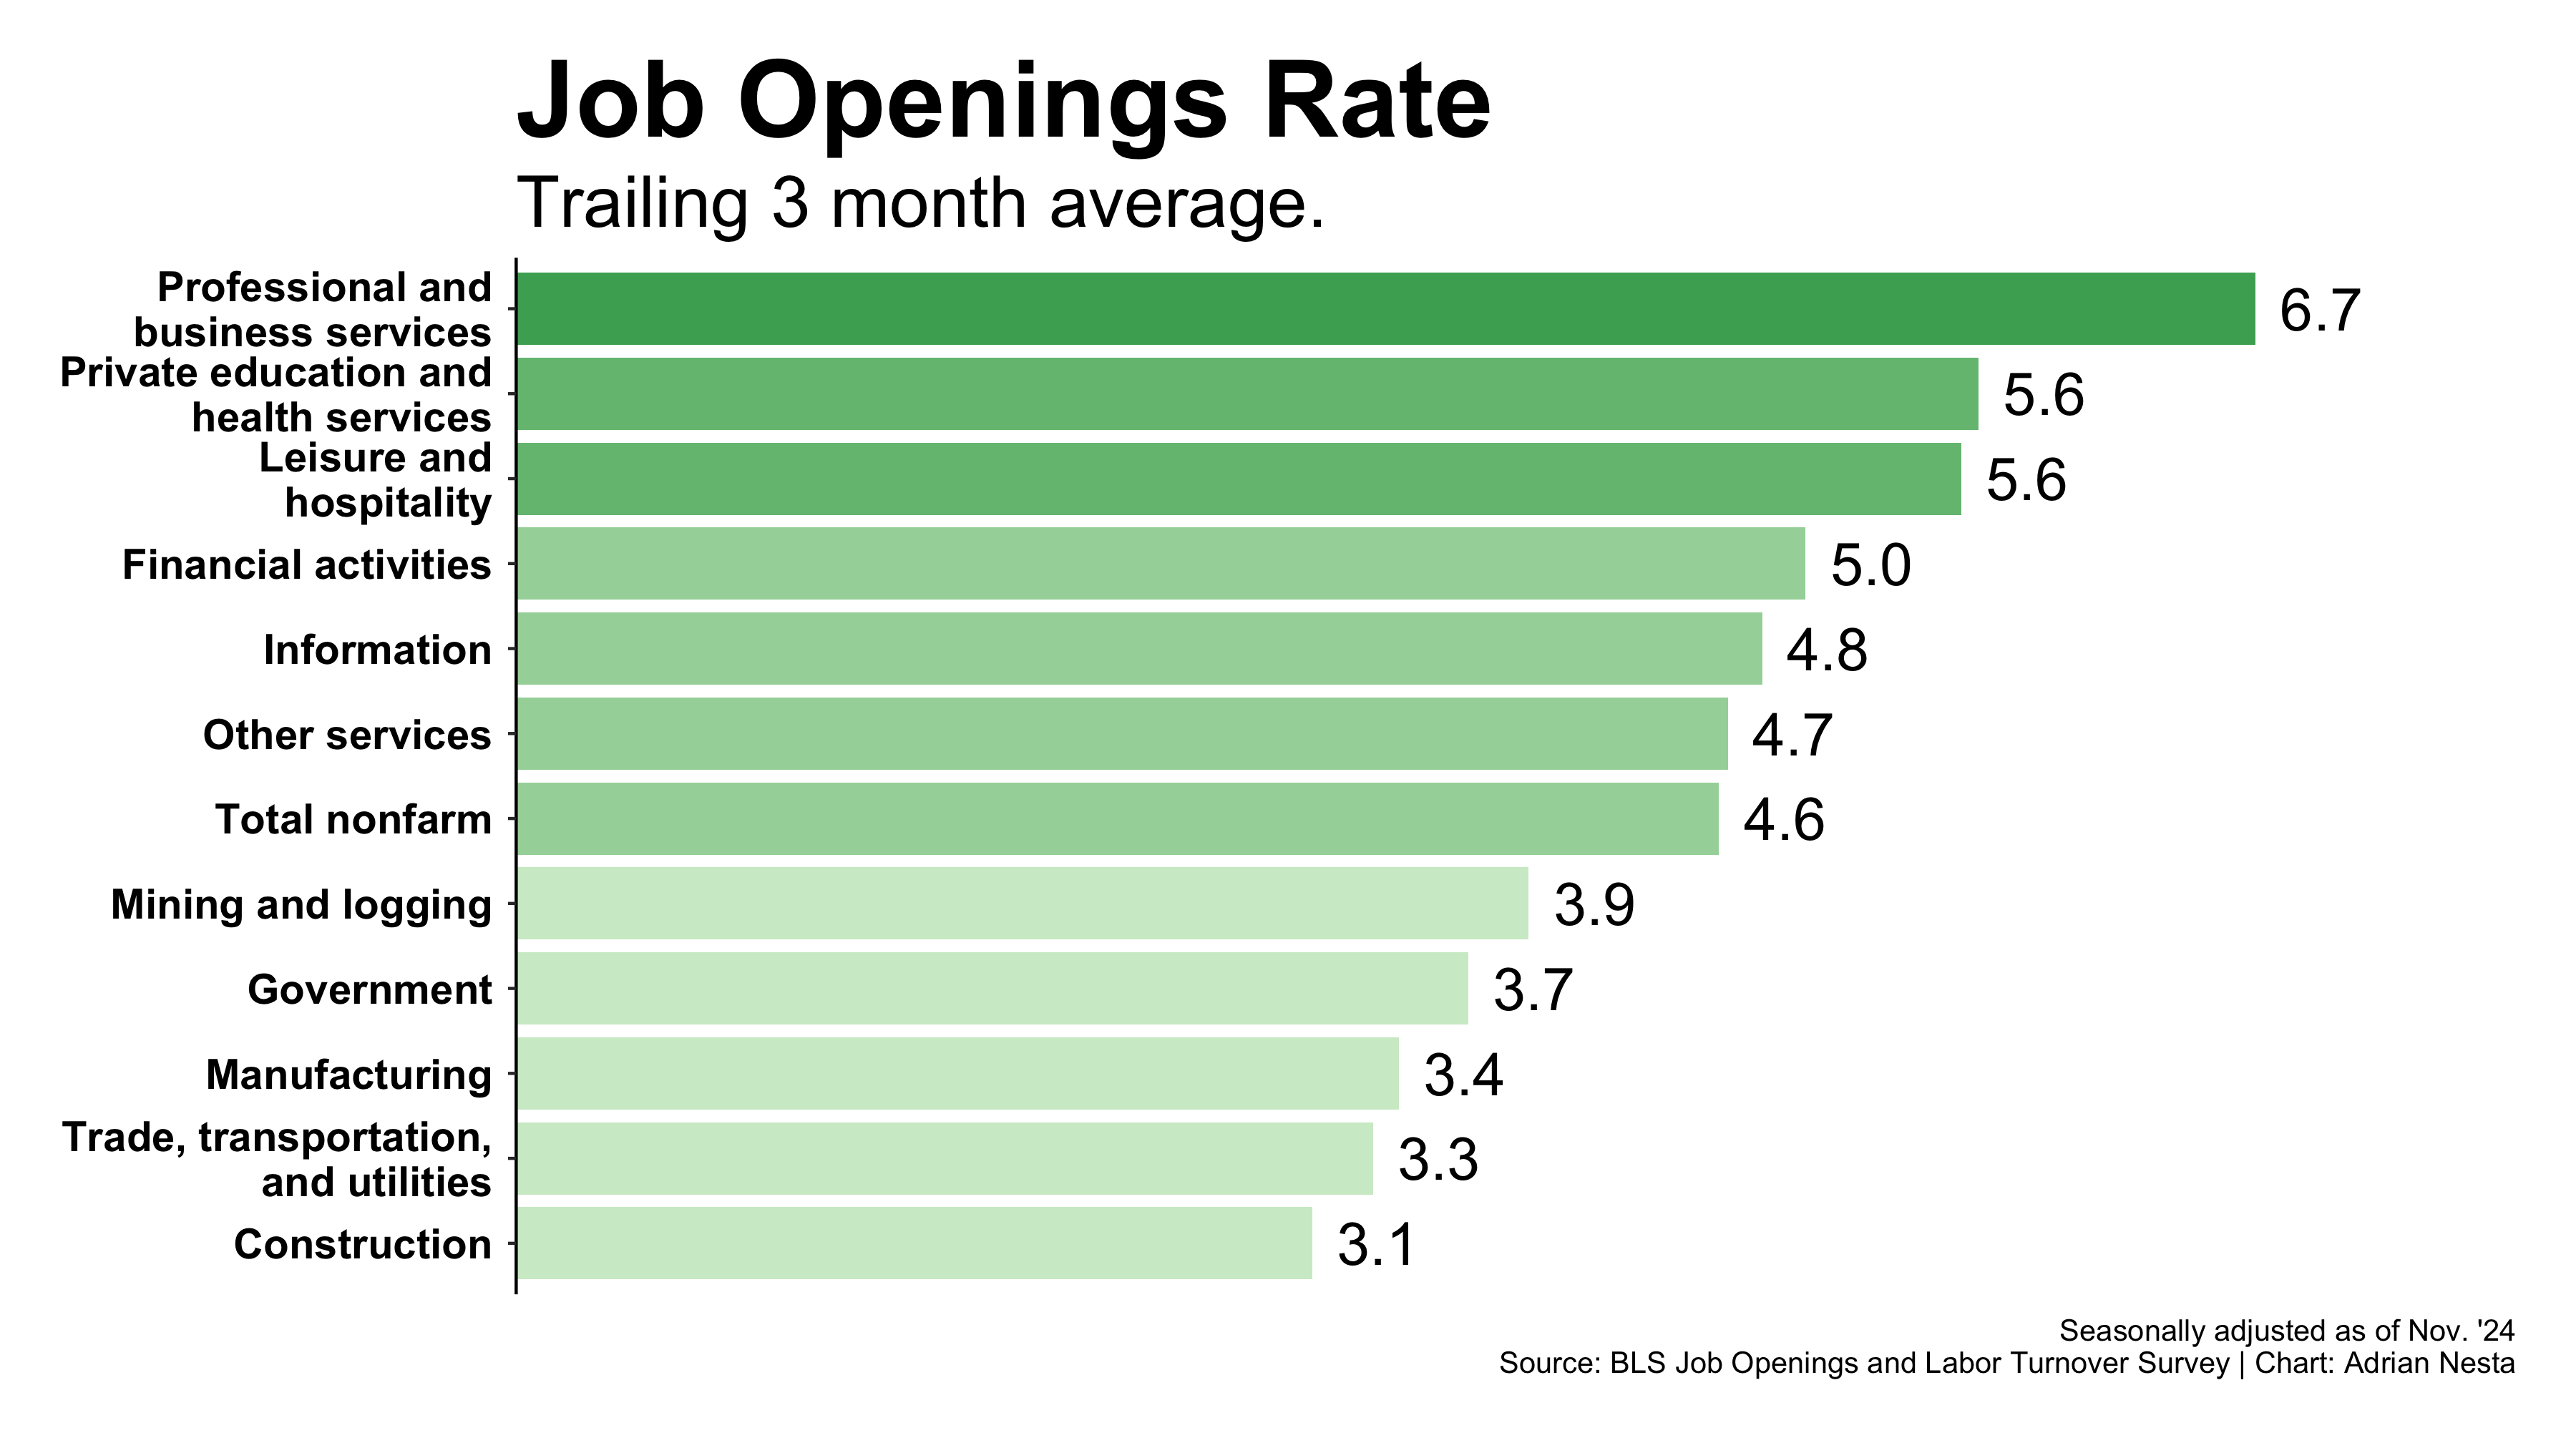 Job Openings Rate
Trailing 3 month average.
Professional and
business services
6.7
Private education and
health services
5.6
Leisure and
hospitality
5.6
Financial activities
5.0
Information
4.8
Other services
4.7
Total nonfarm
4.6
Mining and logging
3.9
Government
3.7
Manufacturing
3.4
Trade, transportation,
and utilities
3.3
Construction
3.1
Seasonally adjusted as of Nov. '24
Source: BLS Job Openings and Labor Turnover Survey | Chart: Adrian Nesta